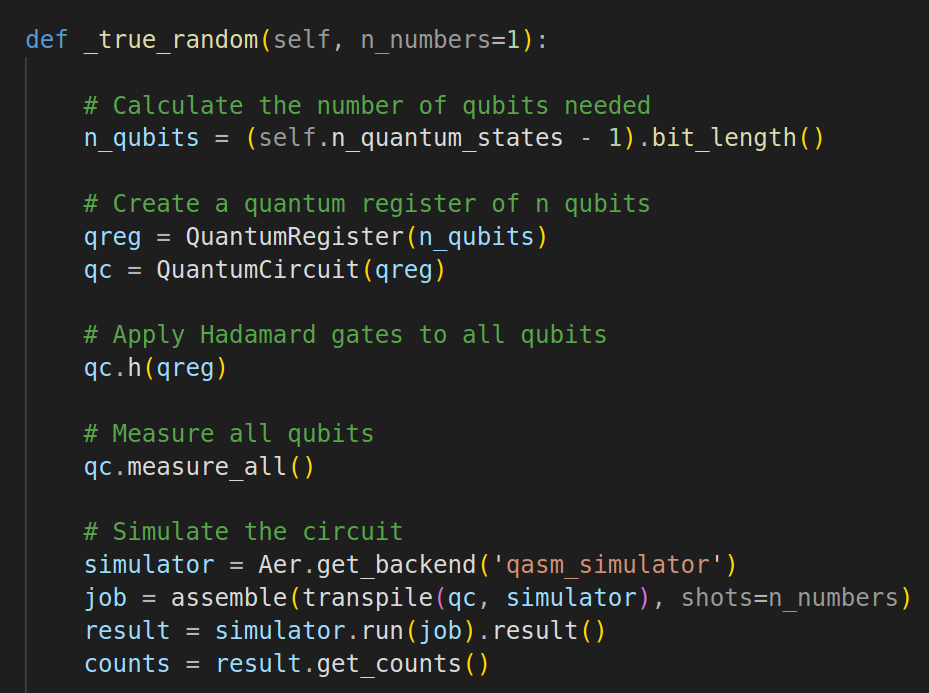 def _true_random(self, n_numbers=1):
# Calculate the number of qubits needed
n_qubits = (self.n_quantum_states - 1).bit_length()
# Create a quantum register of n qubits
qreg = QuantumRegister(n_qubits)
qc = QuantumCircuit(qreg)
# Apply Hadamard gates to all qubits
qc.h(qreg)
# Measure all qubits
qc.measure_all()
# Simulate the circuit
simulator = Aer.get_backend('qasm_simulator')
job = assemble(transpile(qc, simulator), shots=n_numbers)
result = simulator.run(job).result()
counts = result.get_counts()